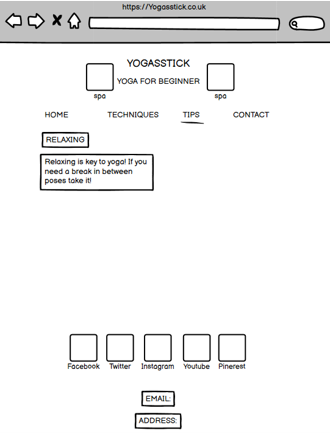 https://Yogasstick.co.uk
YOGASSTICK
YOGA FOR BEGINNER
spa spa
HOME TECHNIQUES TIPS CONTACT
RELAXING
Relaxing is key to yoga! If you
need a break in between
poses take it!
Facebook Twitter Instagram Youtube Pinerest
EMAIL:
ADDRESS: